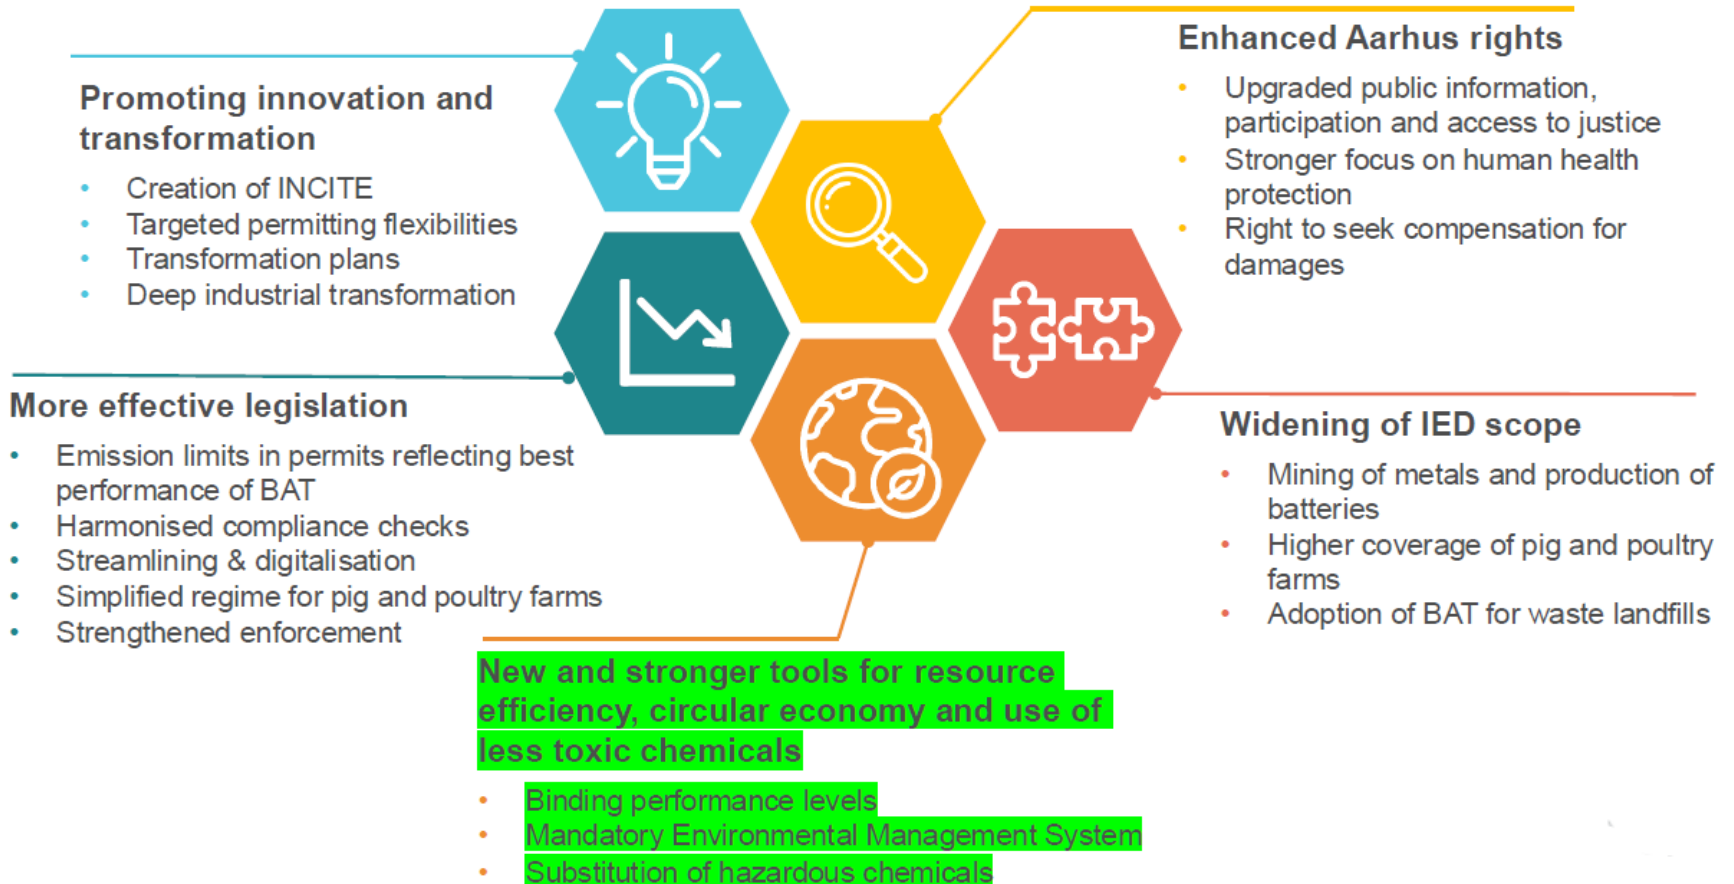 Promoting innovation and
transformation
• Creation of INCITE
• Targeted permitting flexibilities
• Transformation plans
• Deep industrial transformation
Enhanced Aarhus rights
• Upgraded public information,
participation and access to justice
• Stronger focus on human health
protection
• Right to seek compensation for
damages
More effective legislation
• Emission limits in permits reflecting best
performance of BAT
• Harmonised compliance checks
• Streamlining & digitalisation
• Simplified regime for pig and poultry farms
• Strengthened enforcement
Widening of IED scope
• Mining of metals and production of
batteries
• Higher coverage of pig and poultry
farms
• Adoption of BAT for waste landfills
New and stronger tools for resource
efficiency, circular economy and use of
less toxic chemicals
• Binding performance levels
• Mandatory Environmental Management System
• Substitution of hazardous chemicals